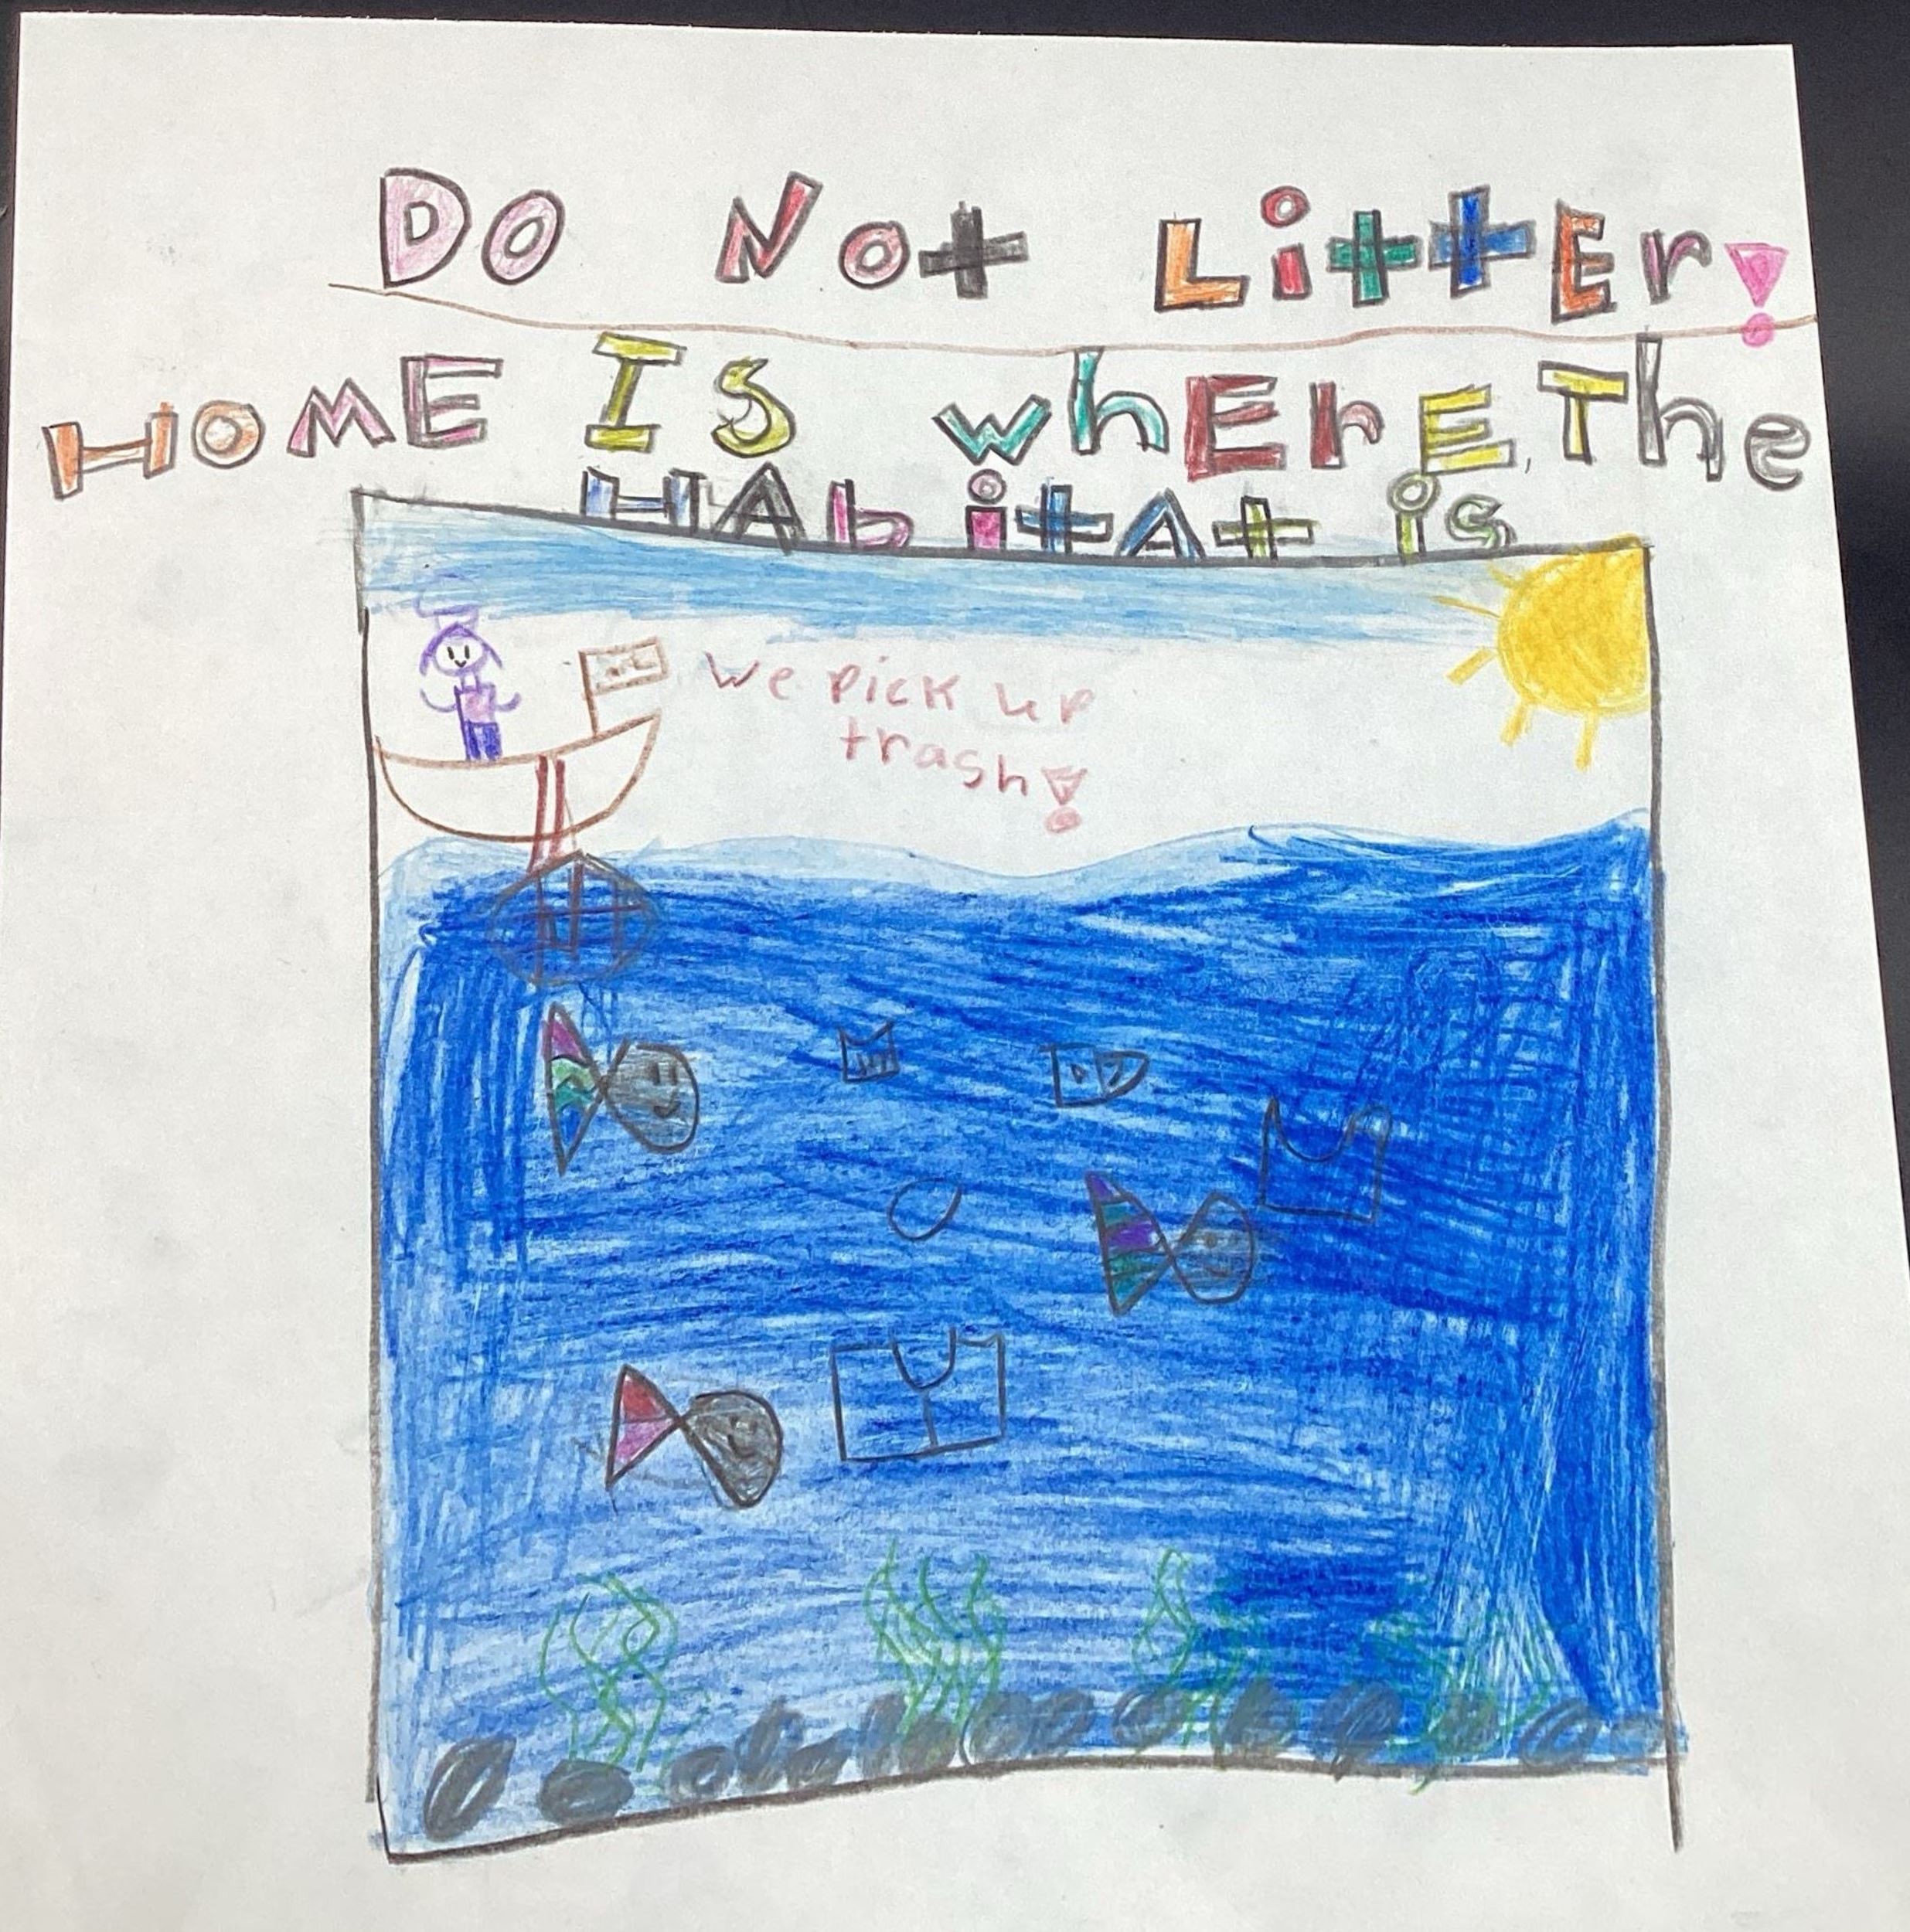 DO Not LittEr!
HOME IS whErE The
HAbitAt is
We pick up
trash!